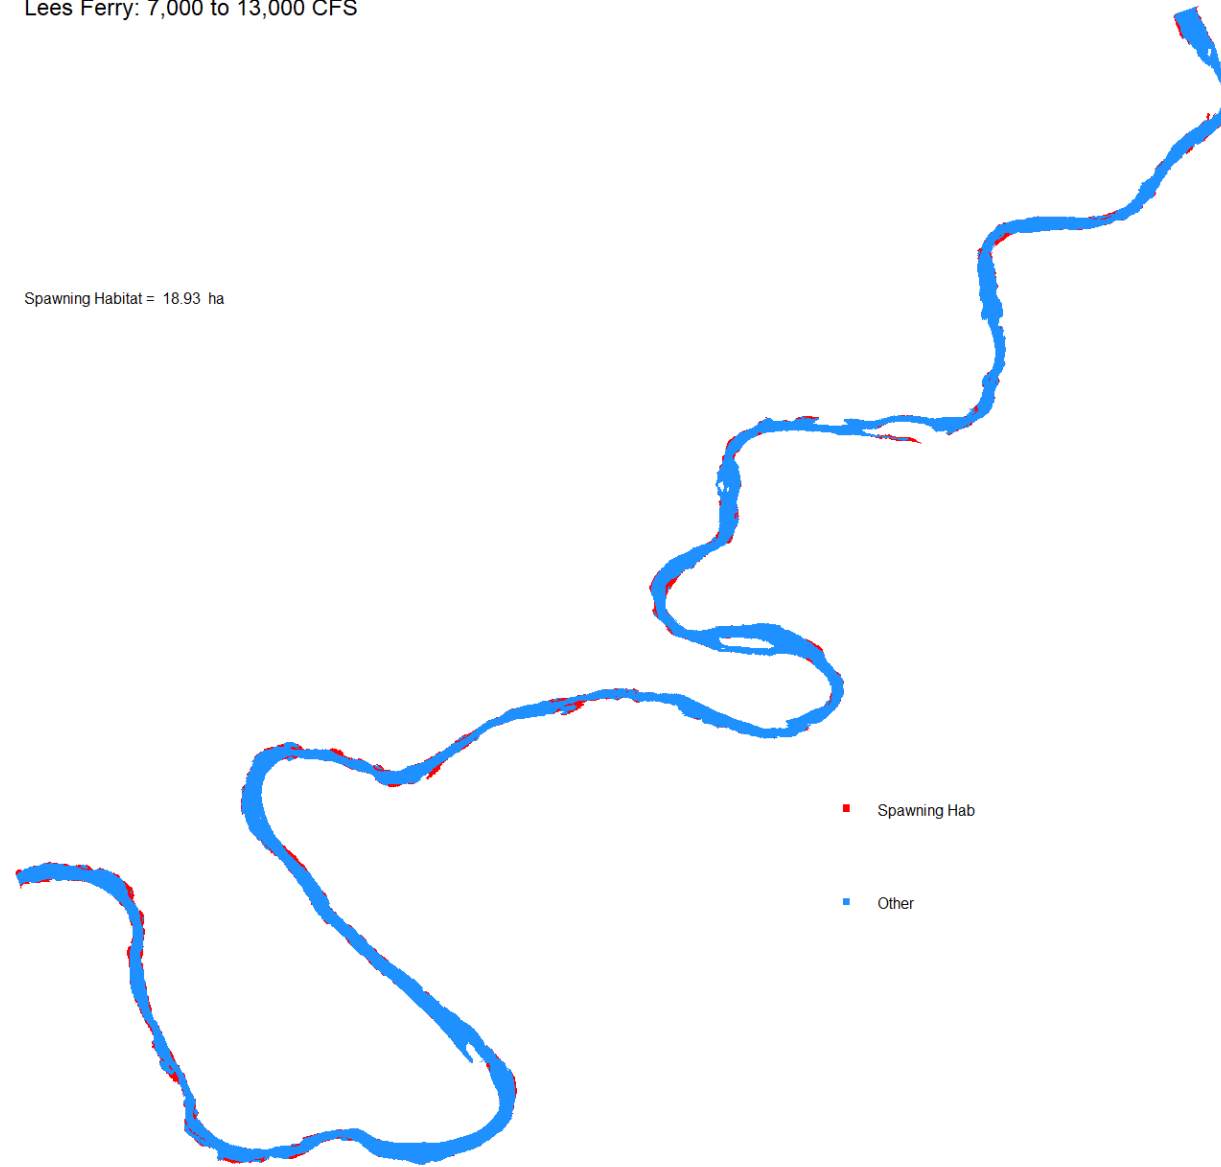 Lees Ferry: 7,000 to 13,000 CFS
Spawning Habitat = 18.93 ha
Spawning Hab
Other